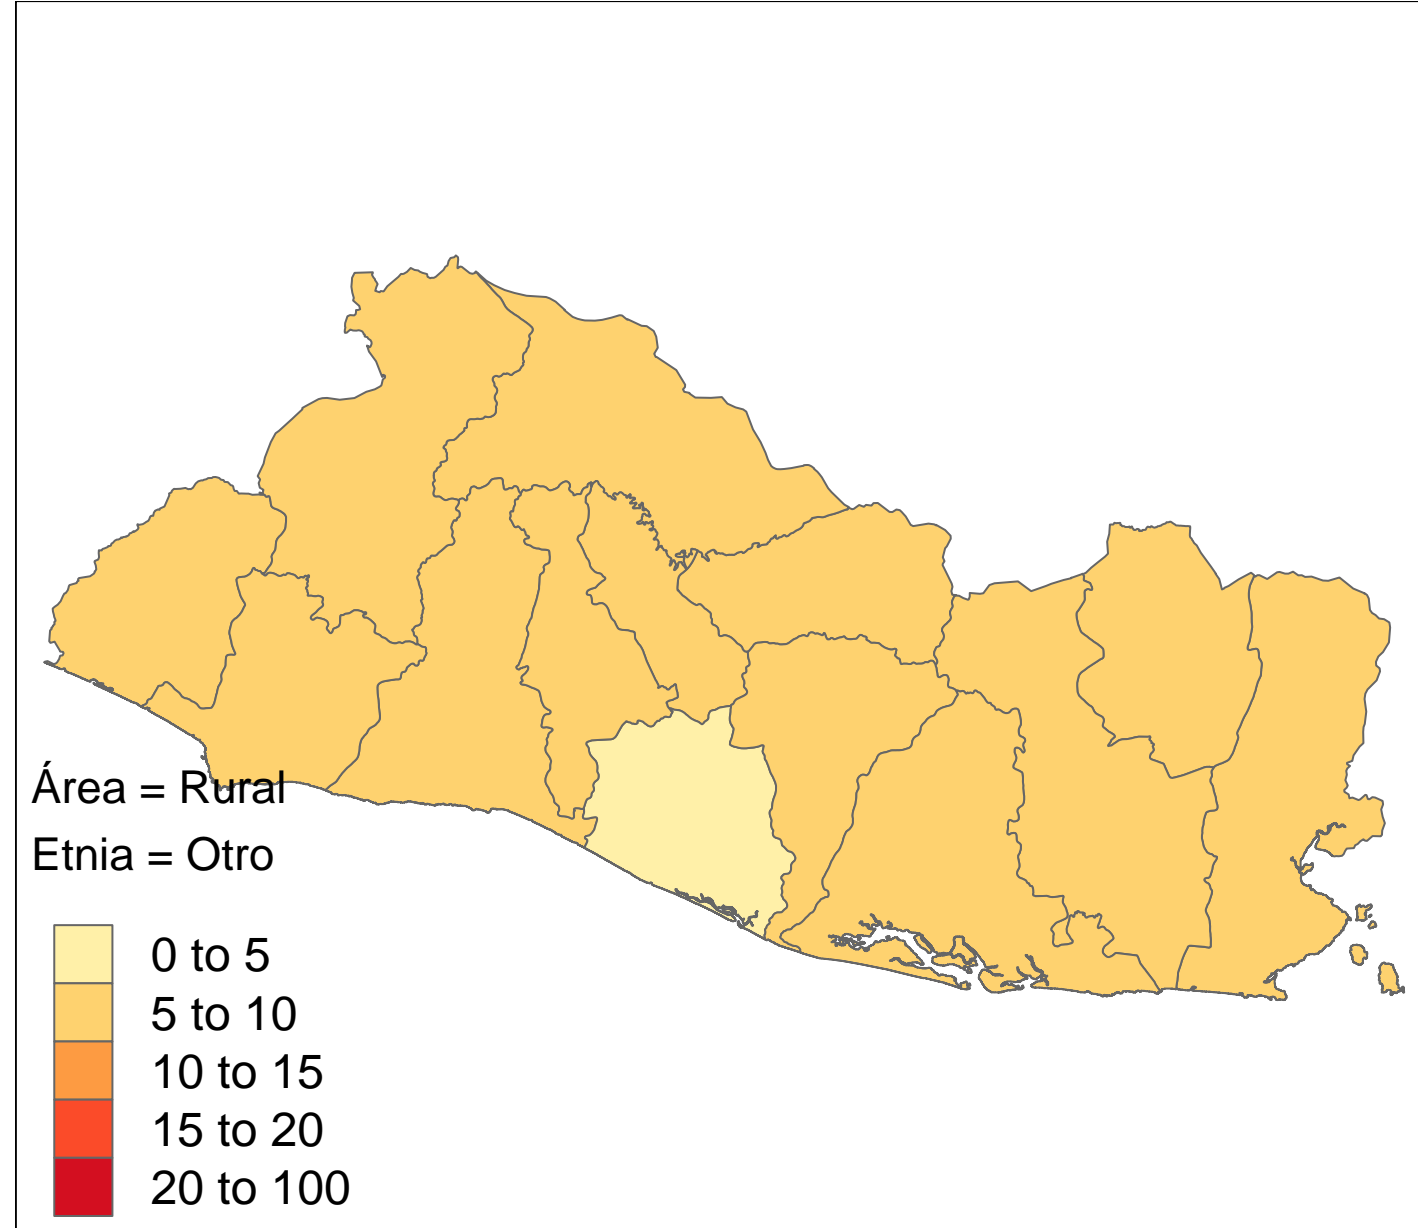 Área = Rural
Etnia = Otro
0 to 5
5 to 10
10 to 15
15 to 20
20 to 100